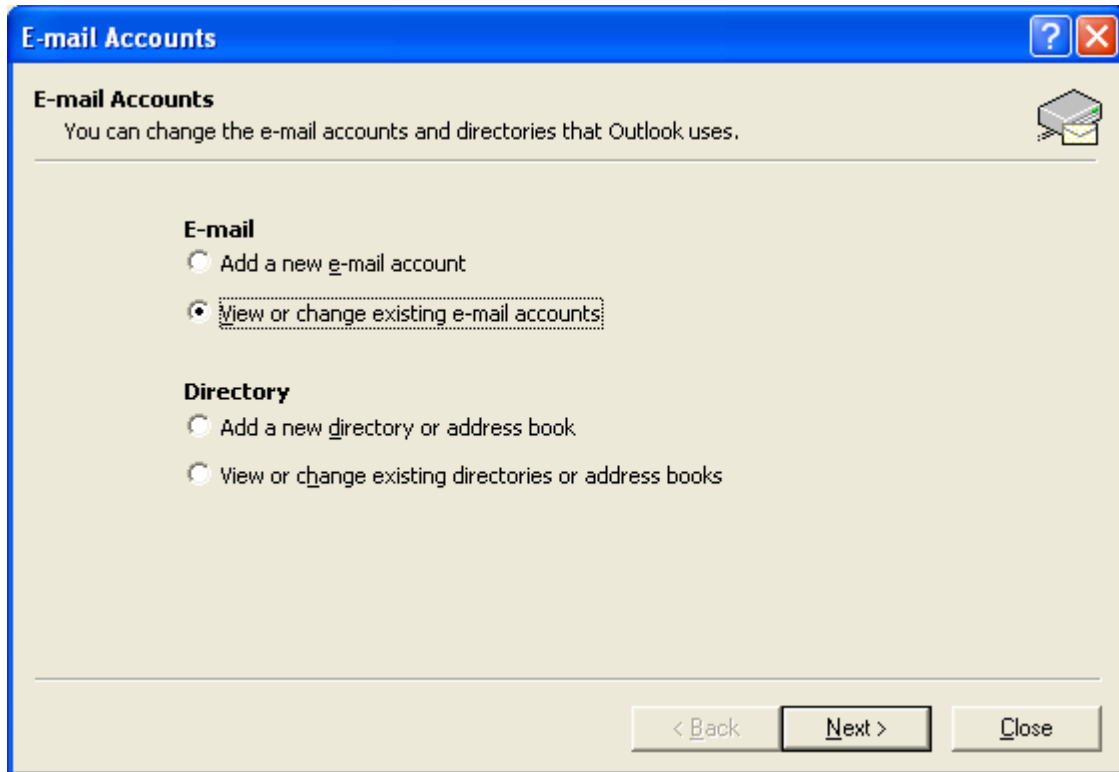 E-mail Accounts
?
E-mail Accounts
You can change the e-mail accounts and directories that Outlook uses.
E-mail
Add a new e-mail account
View or change existing e-mail accounts
Directory
Add a new directory or address book
View or change existing directories or address books
< Back Next > Close